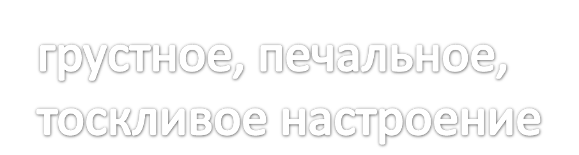 грустное, печальное,
тоскливое настроение